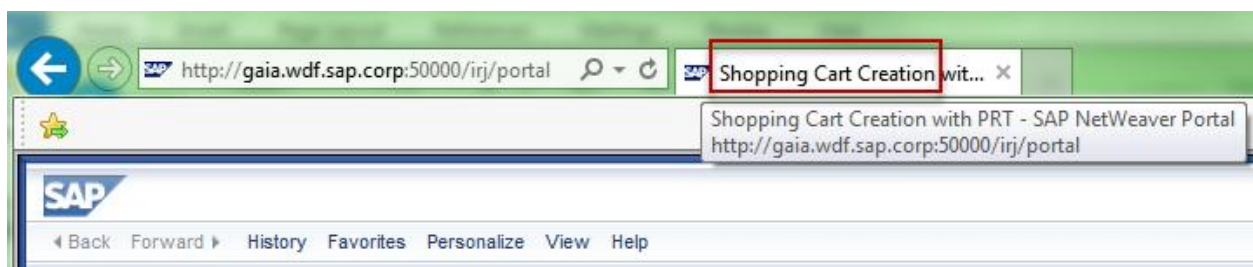 http://gaia.wdf.sap.corp:50000/irj/portal
SAP Shopping Cart Creation wit...
Shopping Cart Creation with PRT - SAP NetWeaver Portal
http://gaia.wdf.sap.corp:50000/irj/portal
SAP
Back Forward History Favorites Personalize View Help